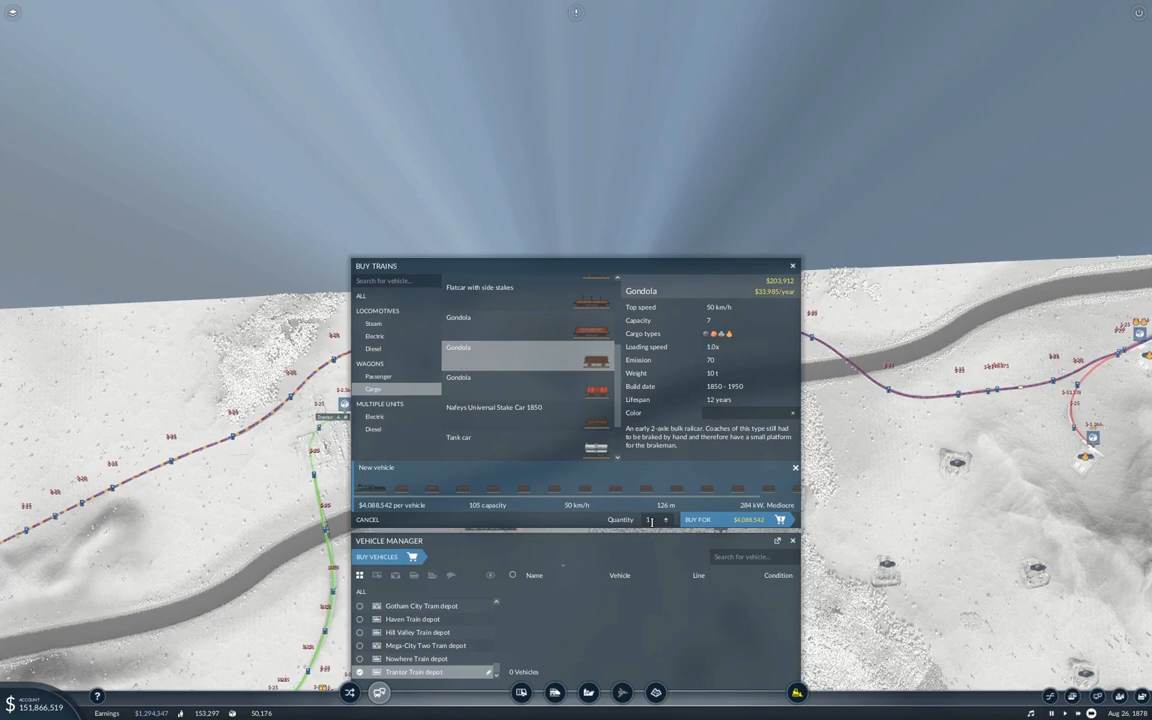 BUY TRAINS
Search for vehicle...
ALL
LOCOMOTIVES
Steam
Electric
Diesel
WAGONS
Passenger
Cargo
MULTIPLE UNITS
Electric
Diesel
Flatcar with side stakes
Gondola
Gondola
Gondola
Nafeys Universal Stake Car 1850
Tank car
$203,912
Gondola
$33,985/year
Top speed 50 km/h
Capacity 7
Cargo types
Loading speed 1.0x
Emission 70
Weight 10 t
Build date 1850 - 1950
Lifespan 12 years
Color
An early 2-axle bulk railcar. Coaches of this type still had
to be braked by hand and therefore have a small platform
for the brakeman.
New vehicle
$4,088,542 per vehicle 105 capacity 50 km/h 126 m 284 kW, Mediocre
CANCEL Quantity 1 BUY FOR $4,088,542
VEHICLE MANAGER
BUY VEHICLES Search for vehicle...
Name Vehicle Line Condition
ALL
Gotham City Tram depot
Haven Train depot
Hill Valley Train depot
Mega-City Two Tram depot
Nowhere Train depot
Trantor Train depot 0 Vehicles
ACCOUNT
$ 151,866,519
?
Earnings $1,294,347 153,297 50,176
Aug 26, 1878